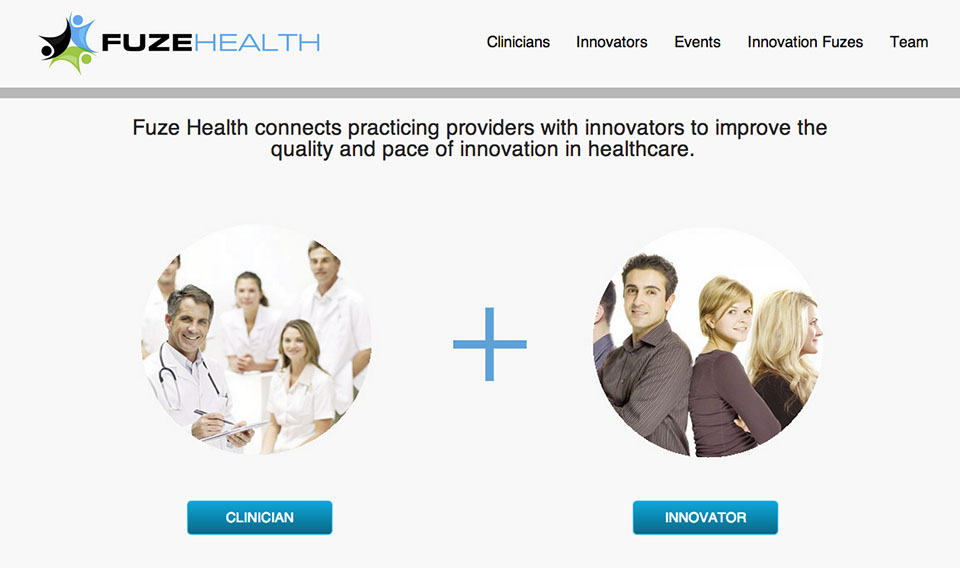 FUZEHEALTH
Clinicians Innovators Events Innovation Fuzes Team
Fuze Health connects practicing providers with innovators to improve the
quality and pace of innovation in healthcare.
CLINICIAN
INNOVATOR